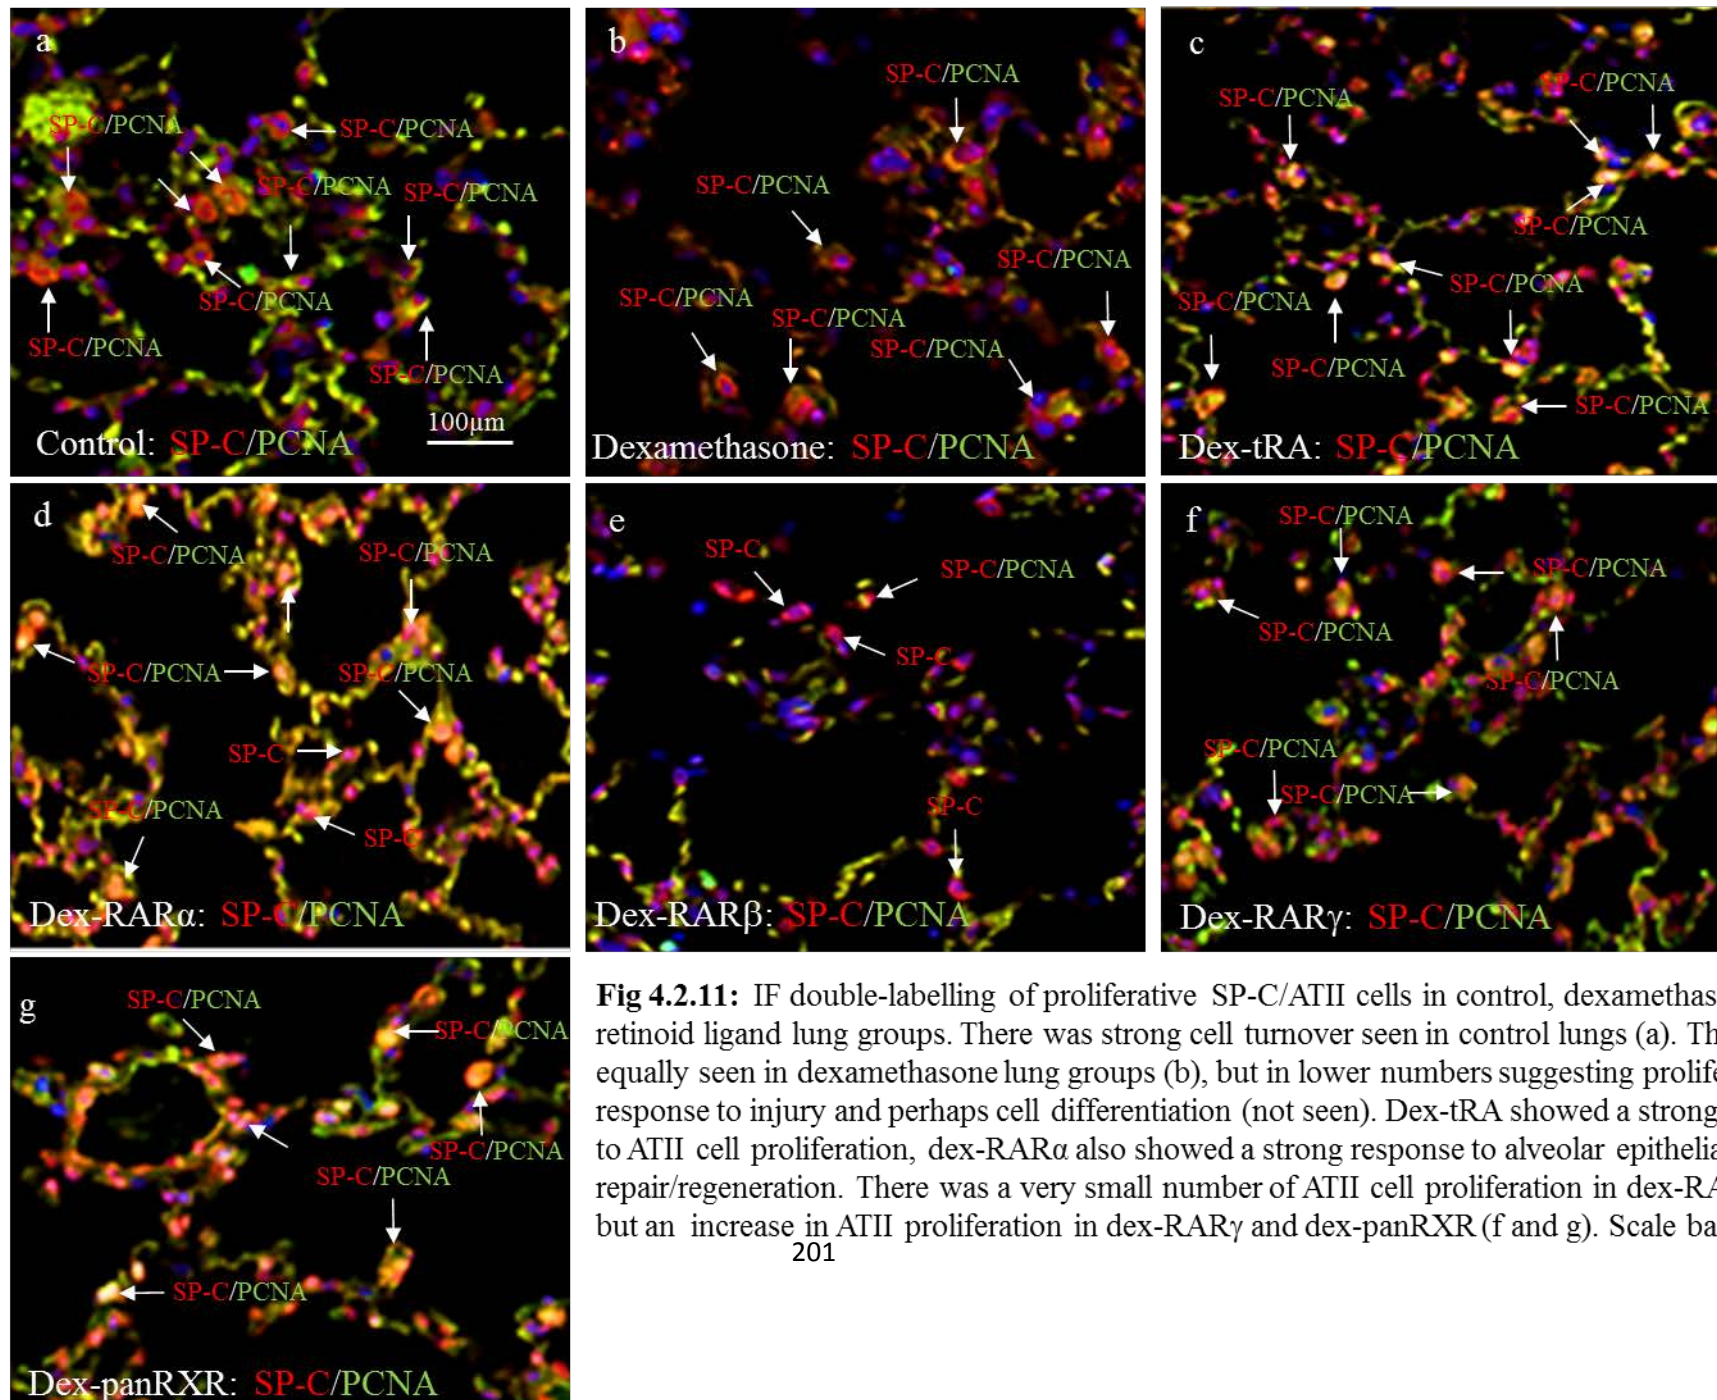 a
SP-C/PCNA
SP-C/PCNA
SP-C/PCNA
SP-C/PCNA
SP-C/PCNA
SP-C/PCNA
SP-C/PCNA
100μm
Control: SP-C/PCNA
b
SP-C/PCNA
SP-C/PCNA
SP-C/PCNA
SP-C/PCNA
SP-C/PCNA
SP-C/PCNA
Dexamethasone: SP-C/PCNA
c
SP-C/PCNA
SP-C/PCNA
SP-C/PCNA
SP-C/PCNA
SP-C/PCNA
SP-C/PCNA
SP-C/PCNA
Dex-tRA: SP-C/PCNA
d
SP-C/PCNA
SP-C/PCNA
SP-C/PCNA
SP-C/PCNA
SP-C
SP-C/PCNA
SP-C
Dex-RARα: SP-C/PCNA
e
SP-C
SP-C/PCNA
SP-C
SP-C
Dex-RARβ: SP-C/PCNA
f
SP-C/PCNA
SP-C/PCNA
SP-C/PCNA
SP-C/PCNA
SP-C/PCNA
SP-C/PCNA
Dex-RARγ: SP-C/PCNA
g
SP-C/PCNA
SP-C/PCNA
SP-C/PCNA
SP-C/PCNA
SP-C/PCNA
Dex-panRXR: SP-C/PCNA
Fig 4.2.11: IF double-labelling of proliferative SP-C/ATII cells in control, dexamethas
retinoid ligand lung groups. There was strong cell turnover seen in control lungs (a). Th
equally seen in dexamethasone lung groups (b), but in lower numbers suggesting prolife
response to injury and perhaps cell differentiation (not seen). Dex-tRA showed a strong
to ATII cell proliferation, dex-RARα also showed a strong response to alveolar epithelia
repair/regeneration. There was a very small number of ATII cell proliferation in dex-RA
but an increase in ATII proliferation in dex-RARγ and dex-panRXR (f and g). Scale ba
201